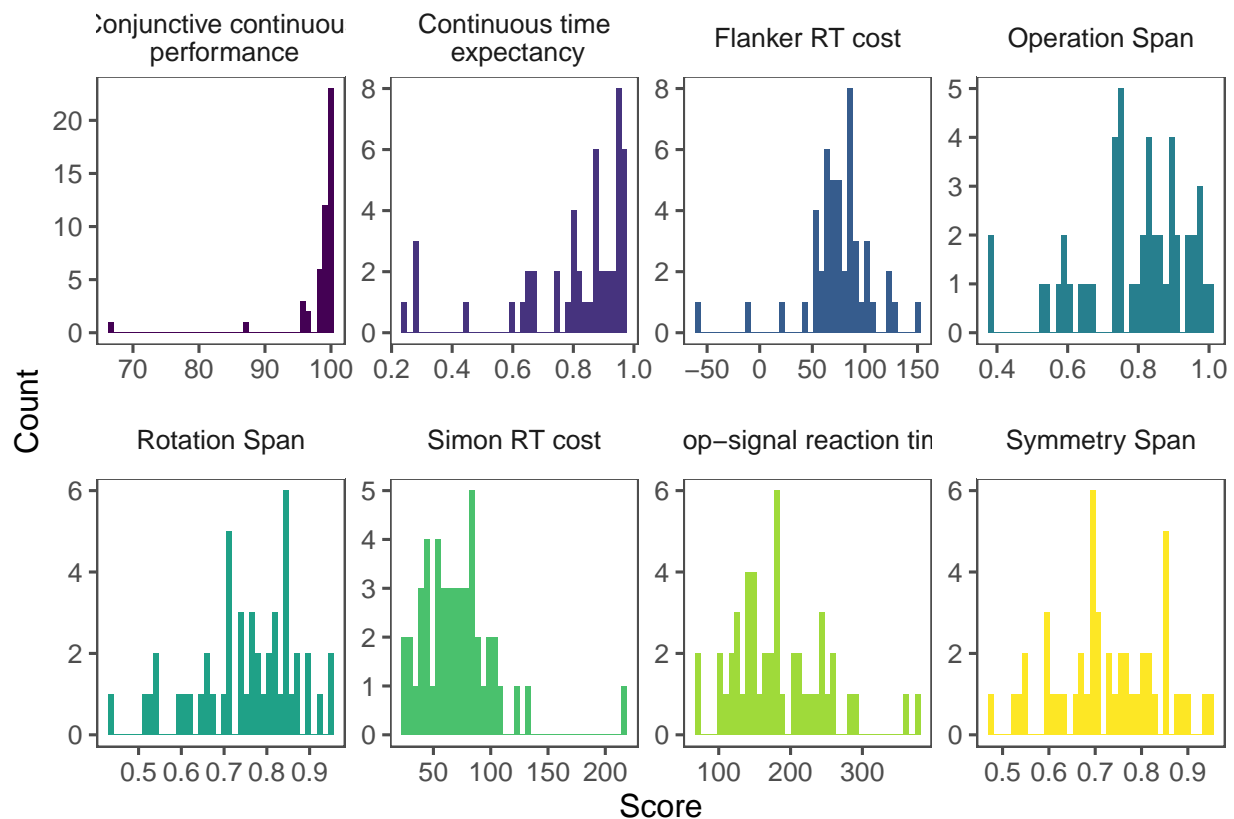 Conjunctive continuou
performance
Continuous time
expectancy
Flanker RT cost
Operation Span
20
15
10
5
0
70 80 90 100
8
6
4
2
0
0.2 0.4 0.6 0.8 1.0
8
6
4
2
0
−50 0 50 100 150
5
4
3
2
1
0
0.4 0.6 0.8 1.0
Count
Rotation Span
Simon RT cost
op−signal reaction tin
Symmetry Span
6
4
2
0
0.5 0.6 0.7 0.8 0.9
5
4
3
2
1
0
50 100 150 200
6
4
2
0
100 200 300
6
4
2
0
0.5 0.6 0.7 0.8 0.9
Score